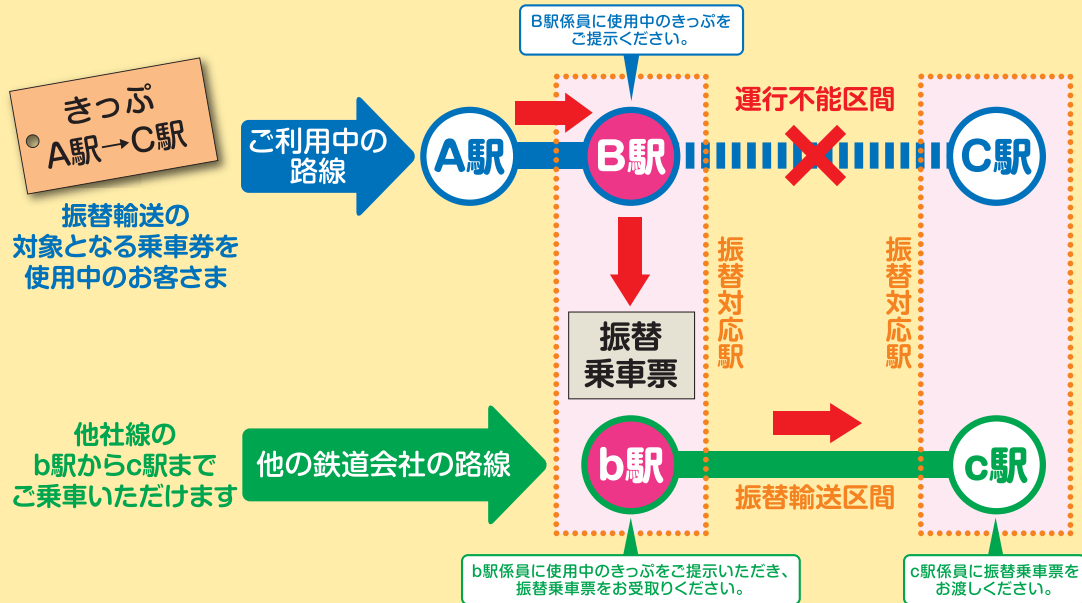 B駅係員に使用中のきっぷを
ご提示ください。
きっぷ
A駅→C駅
振替輸送の
対象となる乗車券を
使用中のお客さま
ご利用中の
路線
A駅
B駅
運行不能区間
C駅
振替対応駅
振替対応駅
振替
乗車票
他社線の
b駅からc駅まで
ご乗車いただけます
他の鉄道会社の路線
b駅
振替輸送区間
c駅
b駅係員に使用中のきっぷをご提示いただき、
振替乗車票をお受取りください。
c駅係員に振替乗車票を
お渡しください。